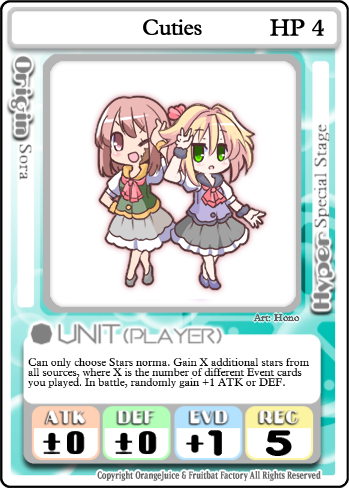 Cuties HP 4
Origin Sora
Hyper Special Stage
Art: Hono
UNIT (PLAYER)
Can only choose Stars norma. Gain X additional stars from
all sources, where X is the number of different Event cards
you played. In battle, randomly gain +1 ATK or DEF.
ATK DEF EVD REC
±0 ±0 +1 5
Copyright Orangejuice & Fruitbat Factory All Rights Reserved